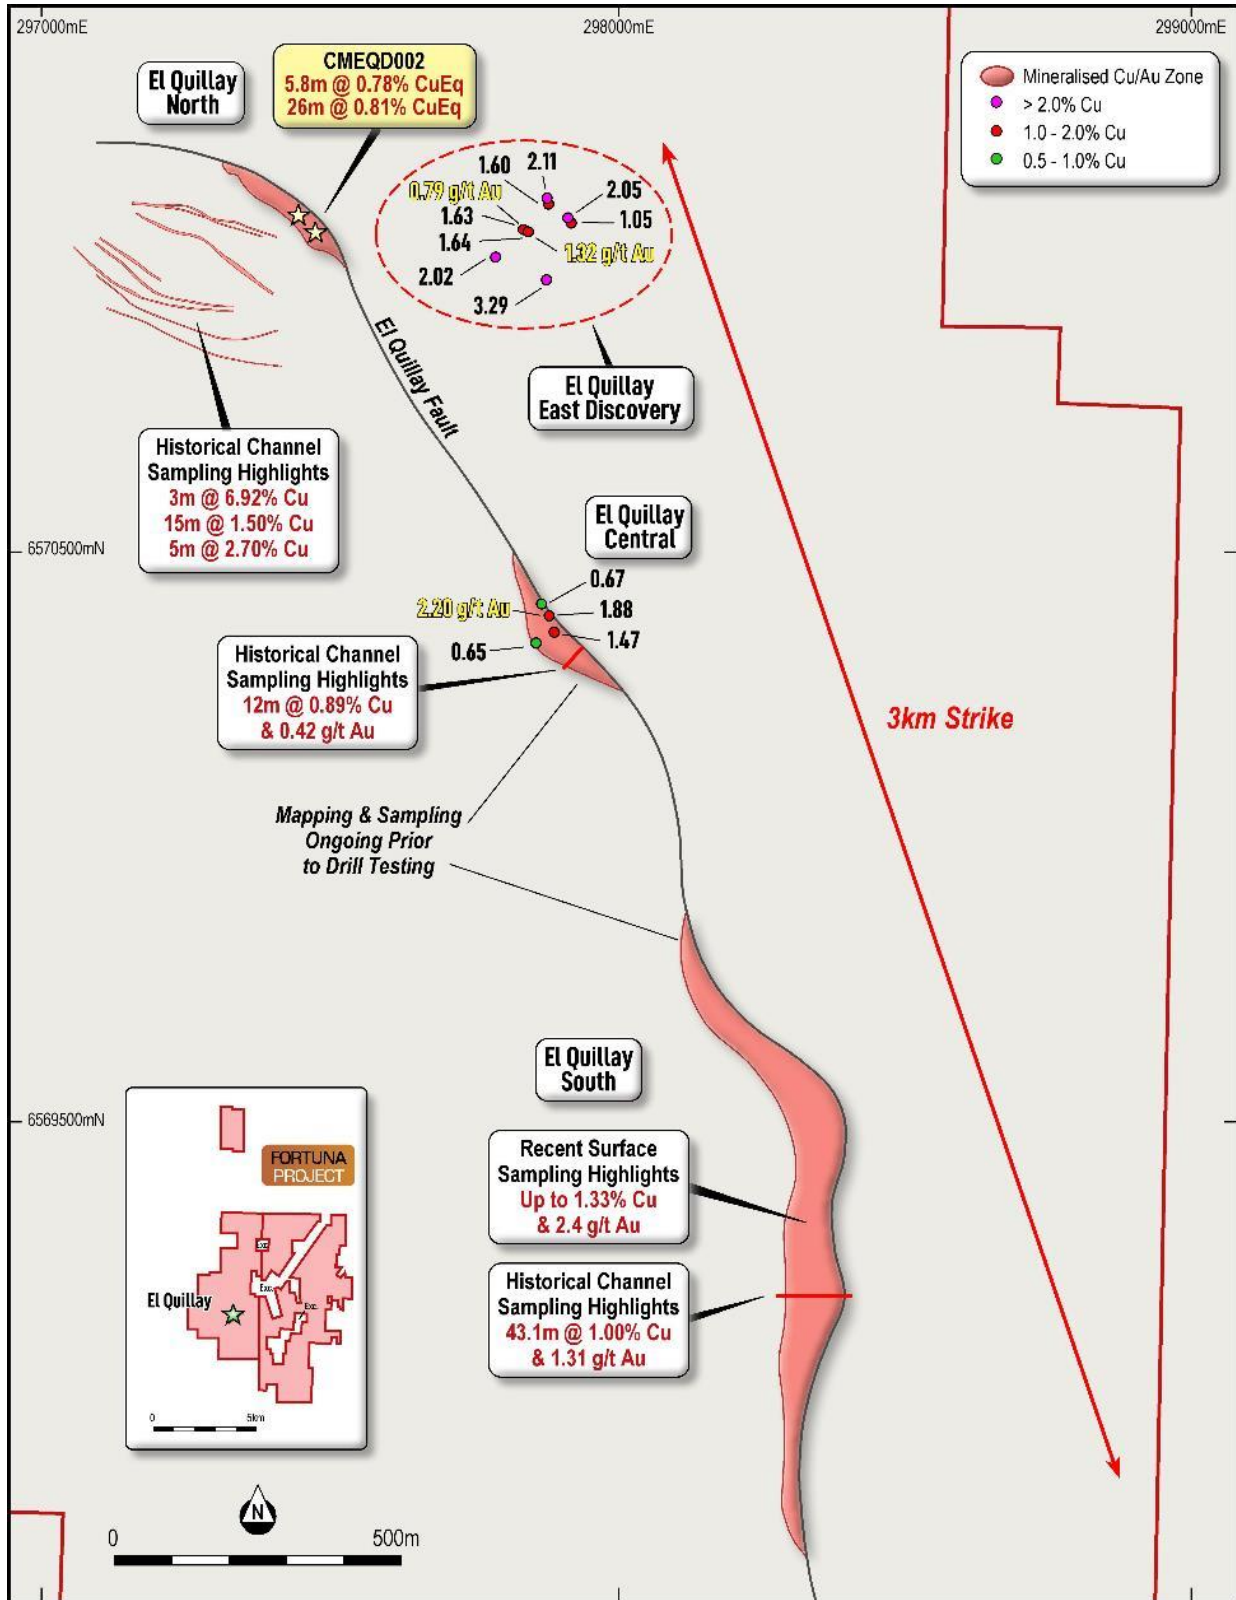 297000mE
298000mE
299000mE
El Quillay
North
CMEQD002
5.8m @ 0.78% CuEq
26m @ 0.81% CuEq
Mineralised Cu/Au Zone
> 2.0% Cu
1.0 - 2.0% Cu
0.5 - 1.0% Cu
1.60
2.11
0.79 g/t Au
2.05
1.63
1.05
1.64
1.32 g/t Au
2.02
3.29
El Quillay Fault
El Quillay
East Discovery
Historical Channel
Sampling Highlights
3m @ 6.92% Cu
15m @ 1.50% Cu
5m @ 2.70% Cu
El Quillay
Central
6570500mN
0.67
2.20 g/t Au
1.88
1.47
0.65
Historical Channel
Sampling Highlights
12m @ 0.89% Cu
& 0.42 g/t Au
3km Strike
Mapping & Sampling
Ongoing Prior
to Drill Testing
El Quillay
South
6569500mN
Recent Surface
Sampling Highlights
Up to 1.33% Cu
& 2.4 g/t Au
Historical Channel
Sampling Highlights
43.1m @ 1.00% Cu
& 1.31 g/t Au
FORTUNA
PROJECT
Exc.
Exc.
Exc.
El Quillay
0
5km
N
0
500m